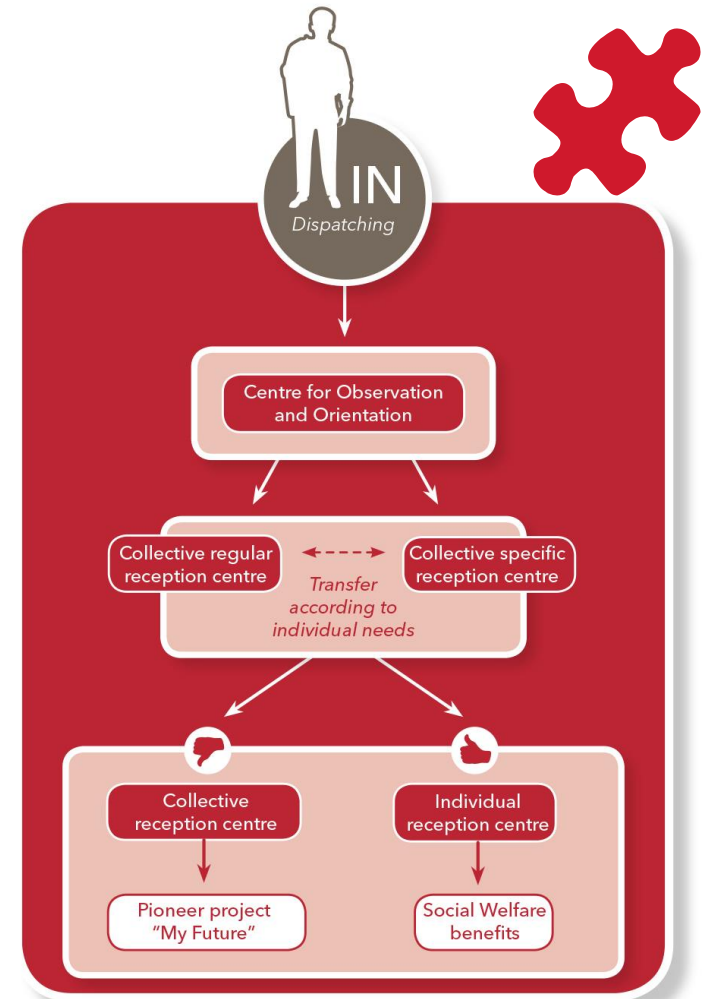 IN
Dispatching
Centre for Observation
and Orientation
Collective regular
reception centre
Collective specific
reception centre
Transfer
according to
individual needs
Collective
reception centre
Individual
reception centre
Pioneer project
“My Future”
Social Welfare
benefits